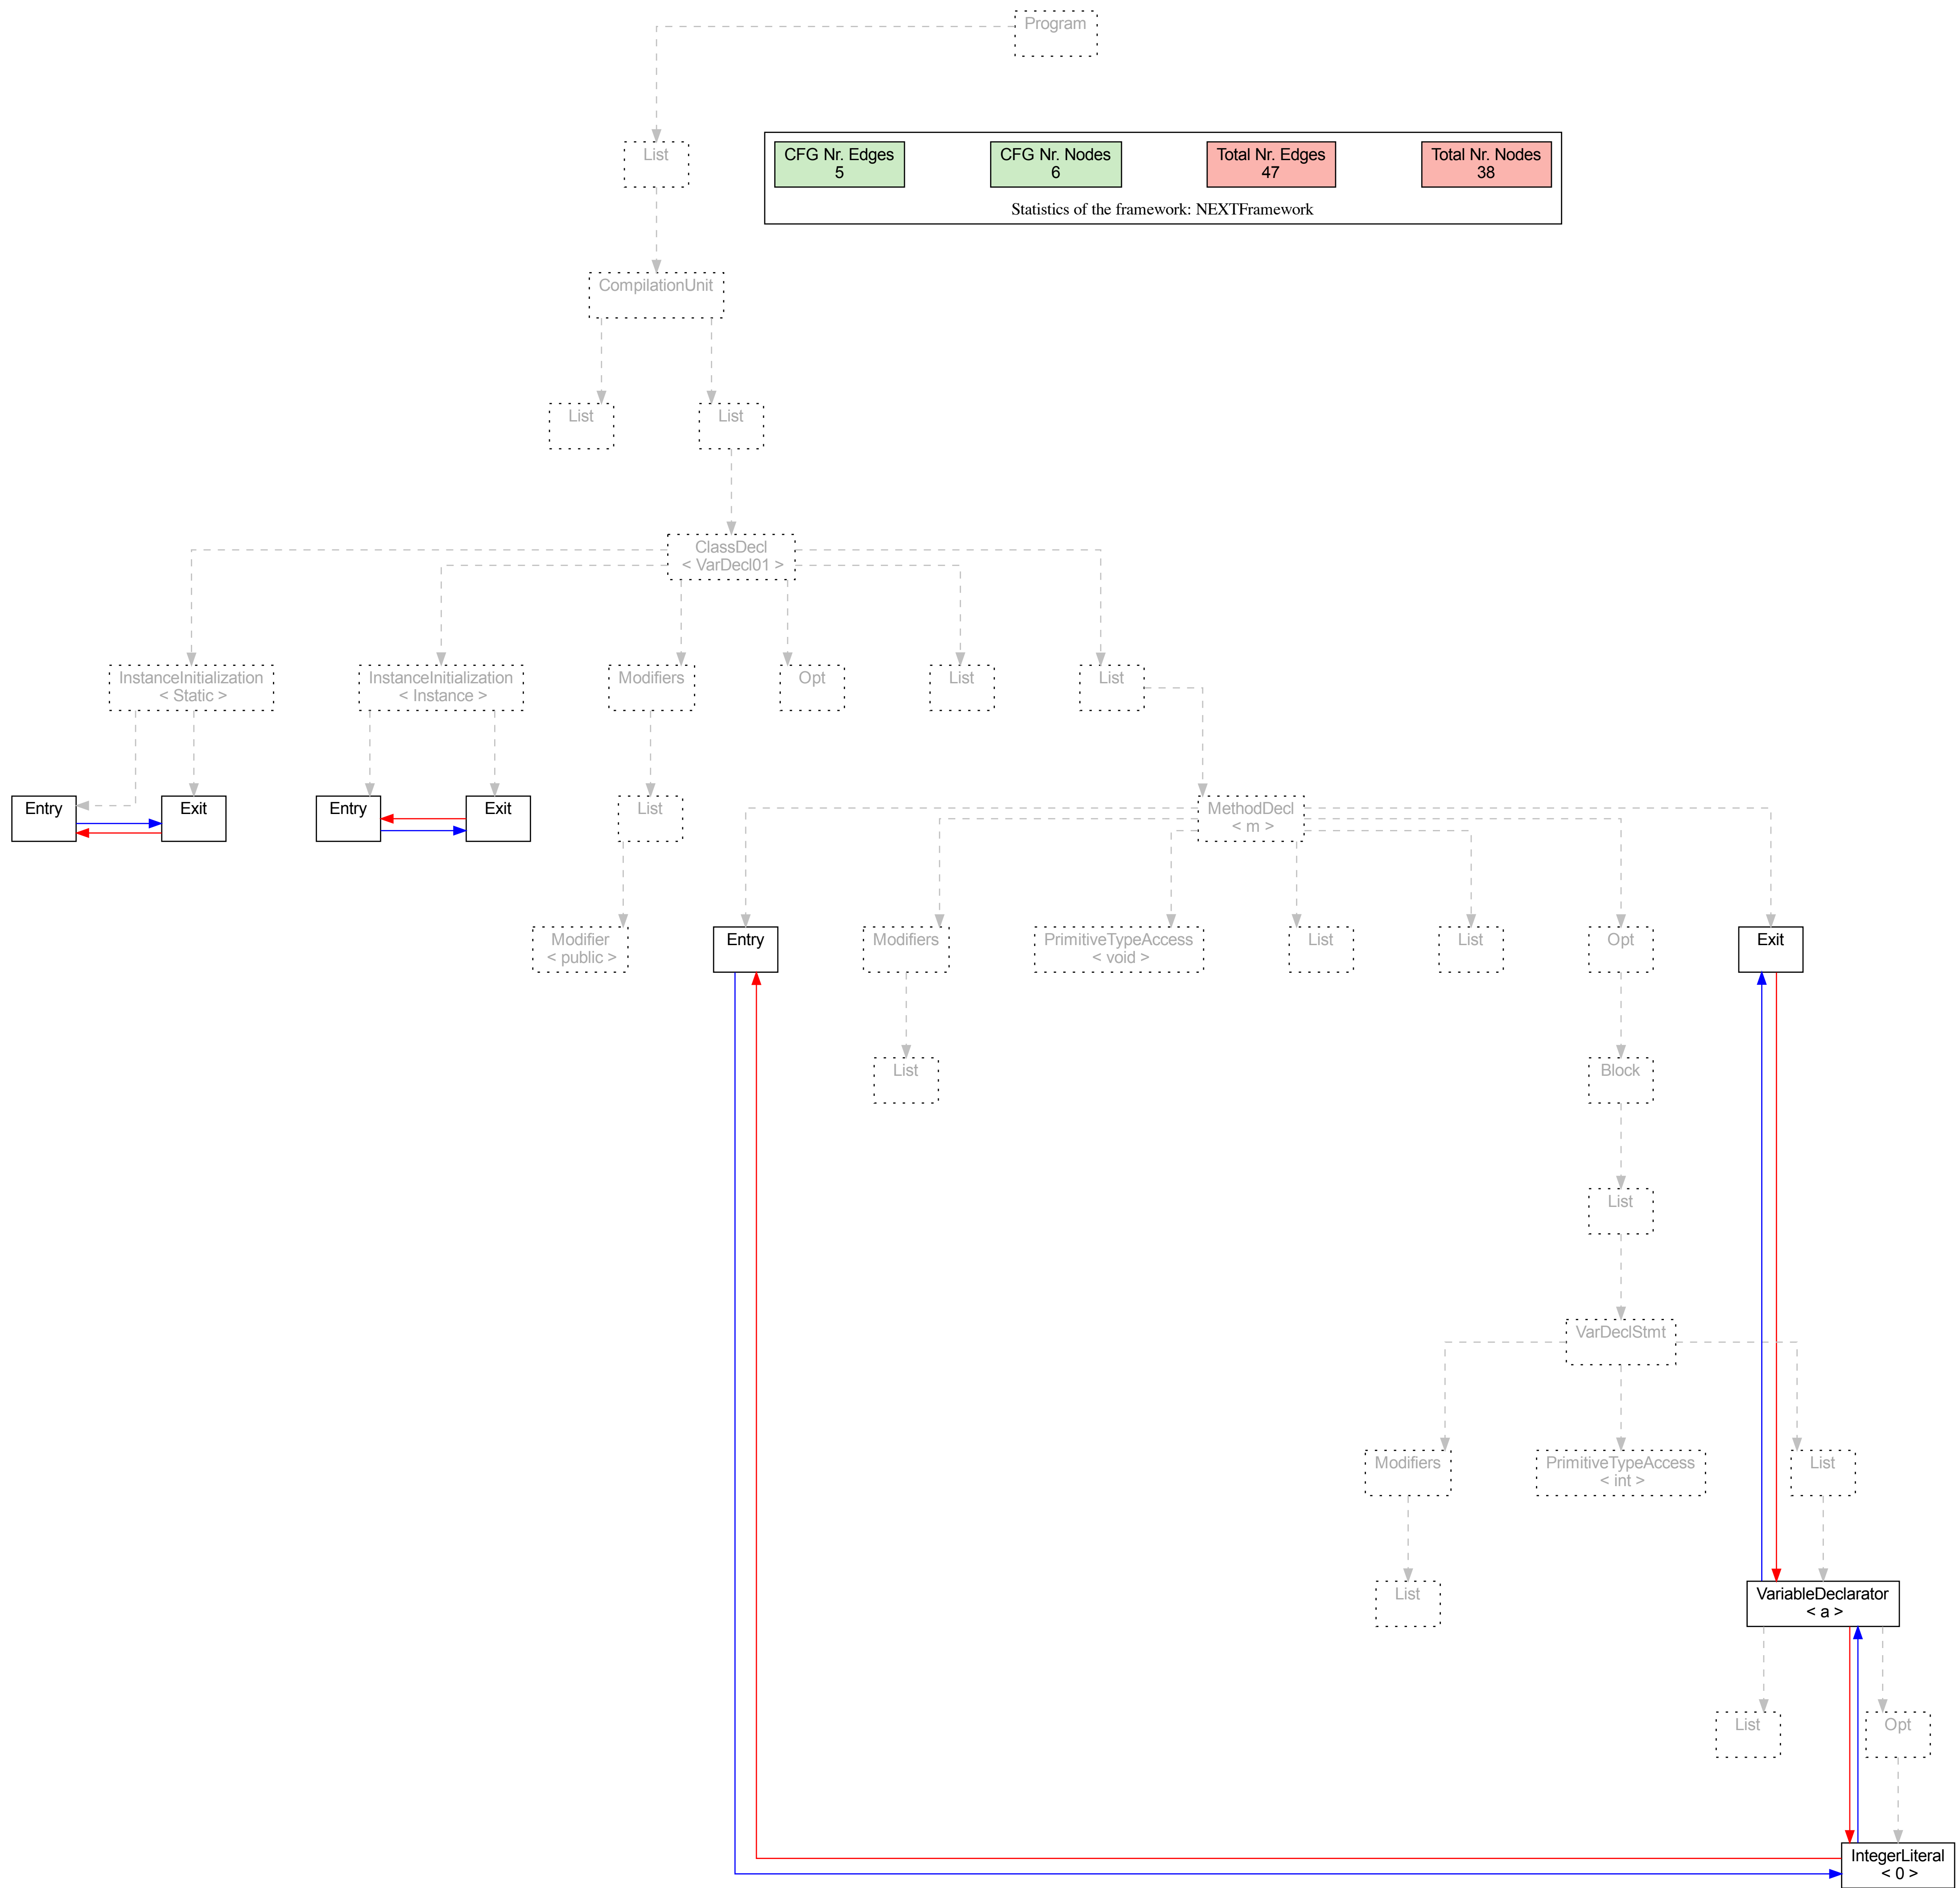 Program
List
CFG Nr. Edges
5
CFG Nr. Nodes
6
Total Nr. Edges
47
Total Nr. Nodes
38
Statistics of the framework: NEXTFramework
CompilationUnit
List
List
ClassDecl
< VarDecl01 >
InstanceInitialization
< Static >
InstanceInitialization
< Instance >
Modifiers
Opt
List
List
Entry
Exit
Entry
Exit
List
MethodDecl
< m >
Modifier
< public >
Entry
Modifiers
PrimitiveTypeAccess
< void >
List
List
Opt
Exit
List
Block
List
VarDeclStmt
Modifiers
PrimitiveTypeAccess
< int >
List
List
VariableDeclarator
< a >
List
Opt
IntegerLiteral
< 0 >